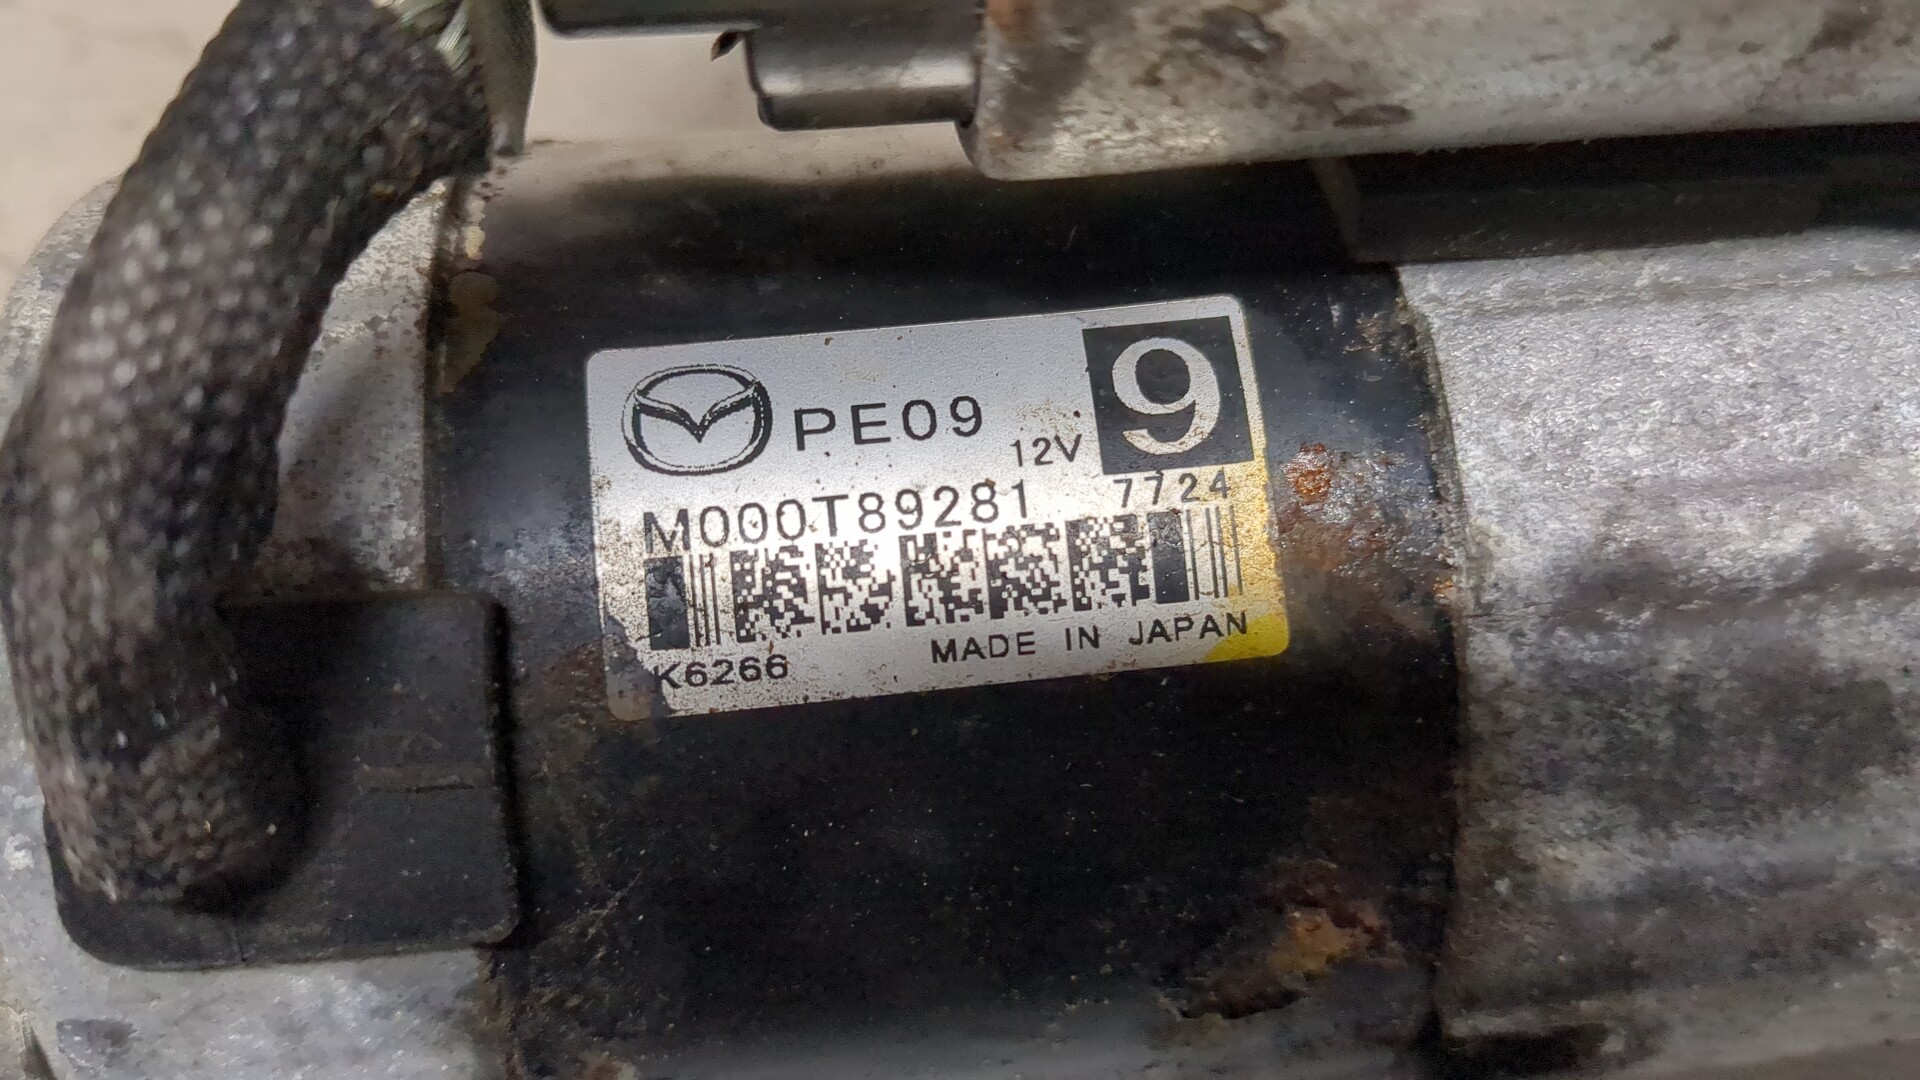 PE09 12V 9
M000T89281 7724
K6266 MADE IN JAPAN